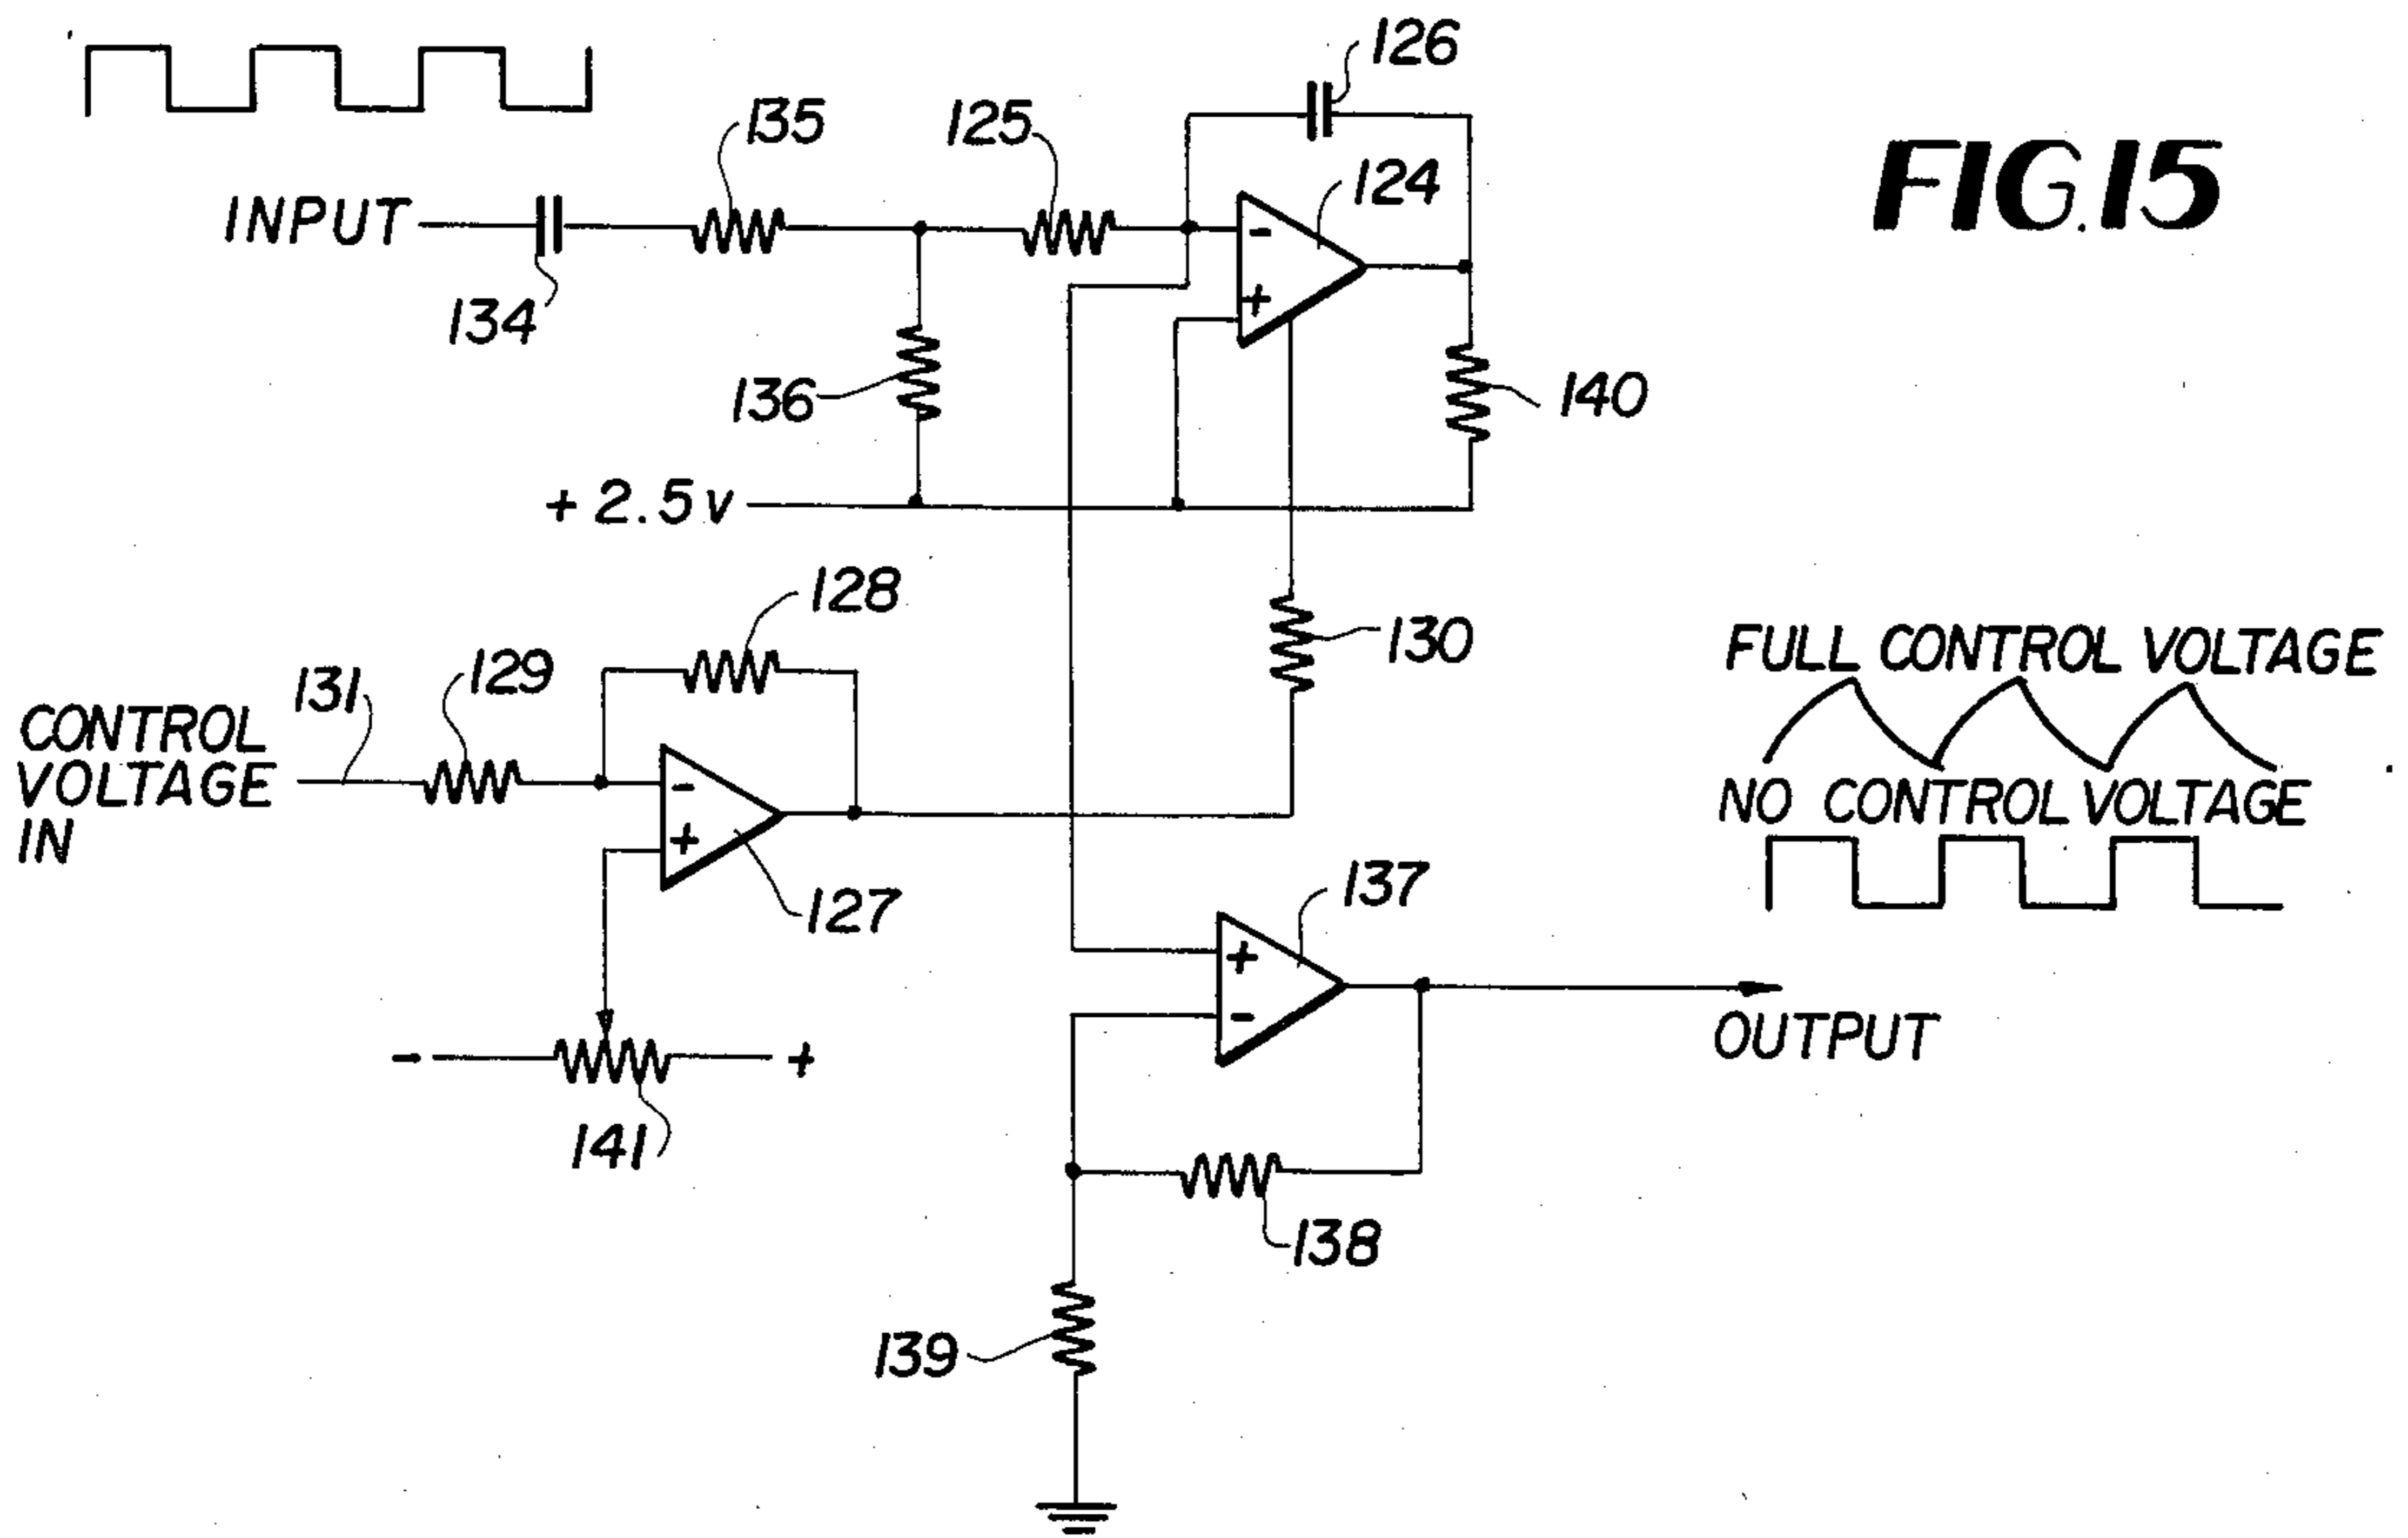 126
135
125
FIG.15
124
INPUT
134
136
140
-
+
+2.5v
128
130
FULL CONTROL VOLTAGE
131
129
CONTROL
VOLTAGE
IN
-
+
NO CONTROL VOLTAGE
127
137
+
-
OUTPUT
- +
141
138
139